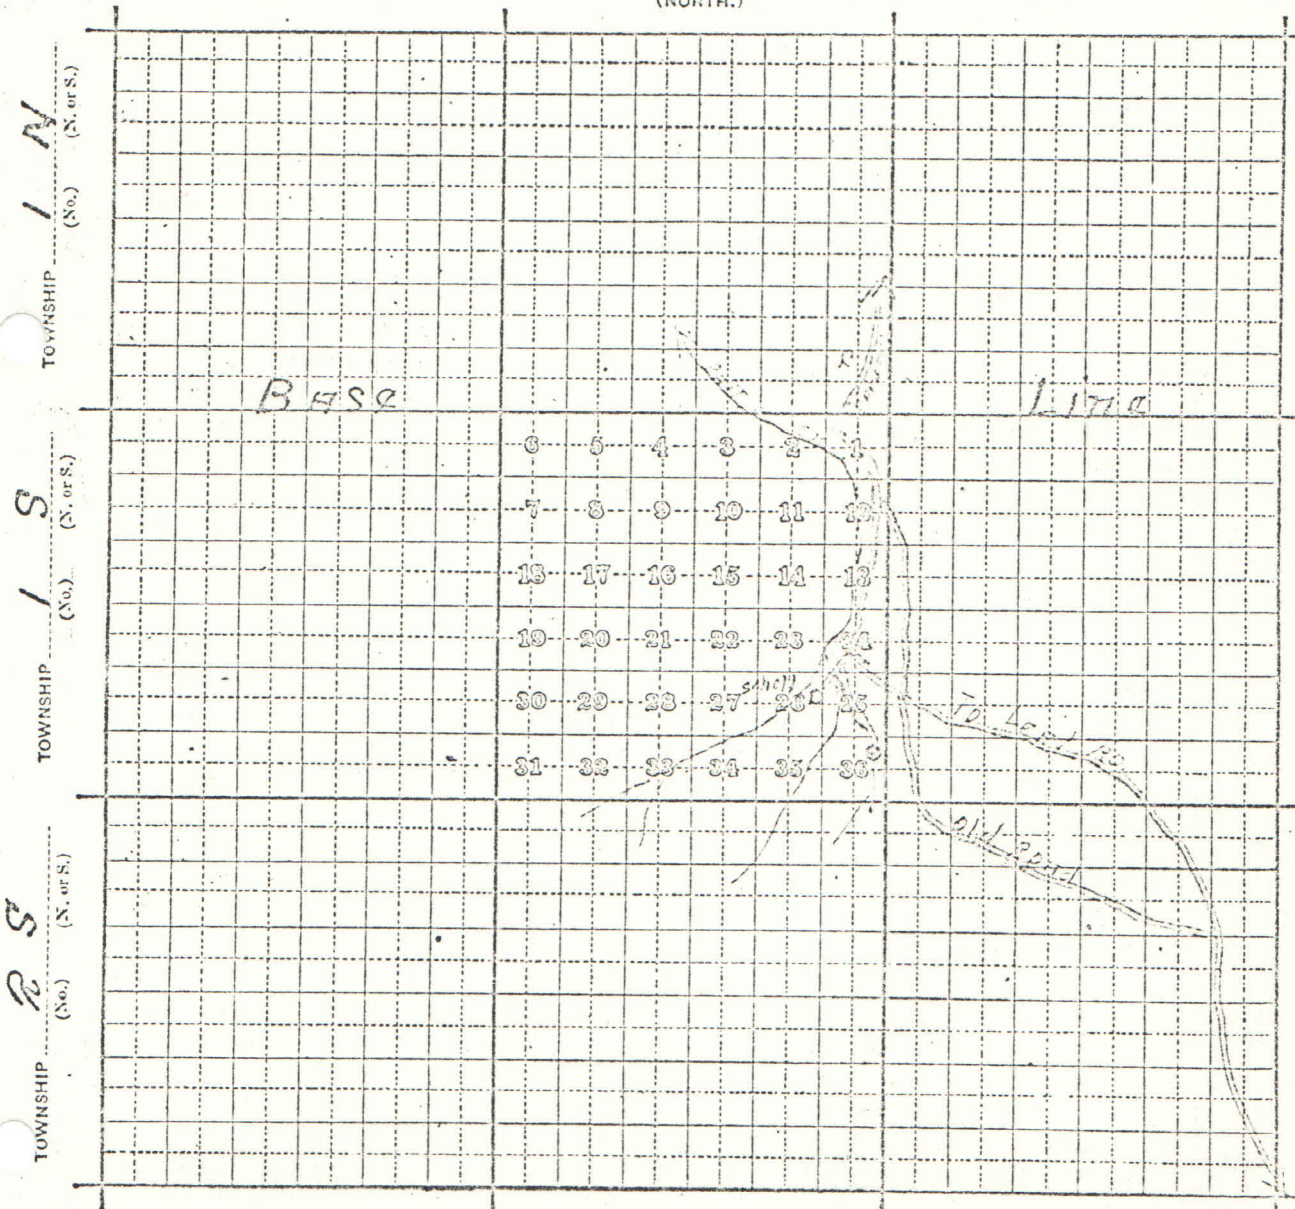 (NORTH.)
TOWNSHIP 1 N
(No.) (N. or S.)
Base Line
6 5 4 3 2 1
7 8 9 10 11 12
TOWNSHIP 1 S
(No.) (N. or S.)
18 17 16 15 14 13
19 20 21 22 23 24
30 29 28 27 26 25
31 32 33 34 35 36
Old Road
TOWNSHIP 2 S
(No.) (N. or S.)